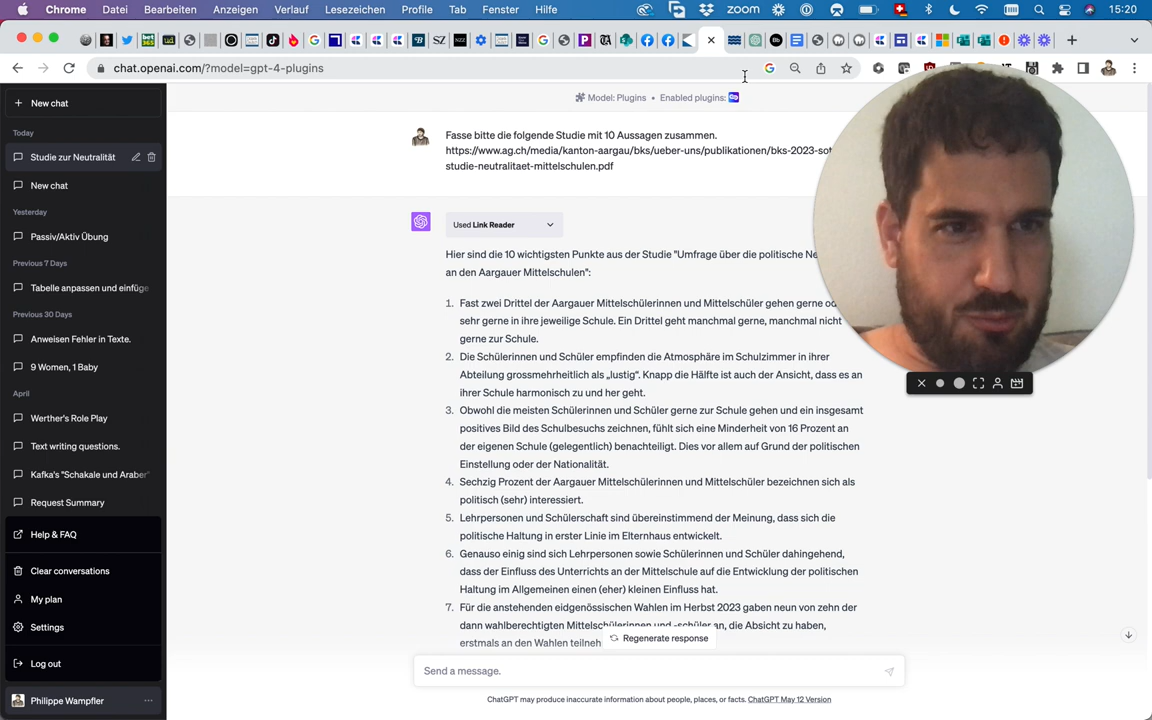 Chrome Datei Bearbeiten Anzeigen Verlauf Lesezeichen Profile Tab Fenster Hilfe zoom 15:20
chat.openai.com/?model=gpt-4-plugins
New chat
Today
Studie zur Neutralität
New chat
Yesterday
Passiv/Aktiv Übung
Previous 7 Days
Tabelle anpassen und einfüge
Previous 30 Days
Anweisen Fehler in Texte.
9 Women, 1 Baby
April
Werther's Role Play
Text writing questions.
Kafka's "Schakale und Araber"
Request Summary
Help & FAQ
Clear conversations
My plan
Settings
Log out
Philippe Wampfler
Model: Plugins • Enabled plugins:
Fasse bitte die folgende Studie mit 10 Aussagen zusammen.
https://www.ag.ch/media/kanton-aargau/bks/ueber-uns/publikationen/bks-2023-sot
studie-neutralitaet-mittelschulen.pdf
Used Link Reader
Hier sind die 10 wichtigsten Punkte aus der Studie "Umfrage über die politische Ne
an den Aargauer Mittelschulen":
1. Fast zwei Drittel der Aargauer Mittelschülerinnen und Mittelschüler gehen gerne od
sehr gerne in ihre jeweilige Schule. Ein Drittel geht manchmal gerne, manchmal nicht
gerne zur Schule.
2. Die Schülerinnen und Schüler empfinden die Atmosphäre im Schulzimmer in ihrer
Abteilung grossmehrheitlich als „lustig“. Knapp die Hälfte ist auch der Ansicht, dass es an
ihrer Schule harmonisch zu und her geht.
3. Obwohl die meisten Schülerinnen und Schüler gerne zur Schule gehen und ein insgesamt
positives Bild des Schulbesuchs zeichnen, fühlt sich eine Minderheit von 16 Prozent an
der eigenen Schule (gelegentlich) benachteiligt. Dies vor allem auf Grund der politischen
Einstellung oder der Nationalität.
4. Sechzig Prozent der Aargauer Mittelschülerinnen und Mittelschüler bezeichnen sich als
politisch (sehr) interessiert.
5. Lehrpersonen und Schülerschaft sind übereinstimmend der Meinung, dass sich die
politische Haltung in erster Linie im Elternhaus entwickelt.
6. Genauso einig sind sich Lehrpersonen sowie Schülerinnen und Schüler dahingehend,
dass der Einfluss des Unterrichts an der Mittelschule auf die Entwicklung der politischen
Haltung im Allgemeinen einen (eher) kleinen Einfluss hat.
7. Für die anstehenden eidgenössischen Wahlen im Herbst 2023 gaben neun von zehn der
dann wahlberechtigten Mittelschülerinnen und -schüler an, die Absicht zu haben,
erstmals an den Wahlen teilneh
Regenerate response
Send a message.
ChatGPT may produce inaccurate information about people, places, or facts. ChatGPT May 12 Version